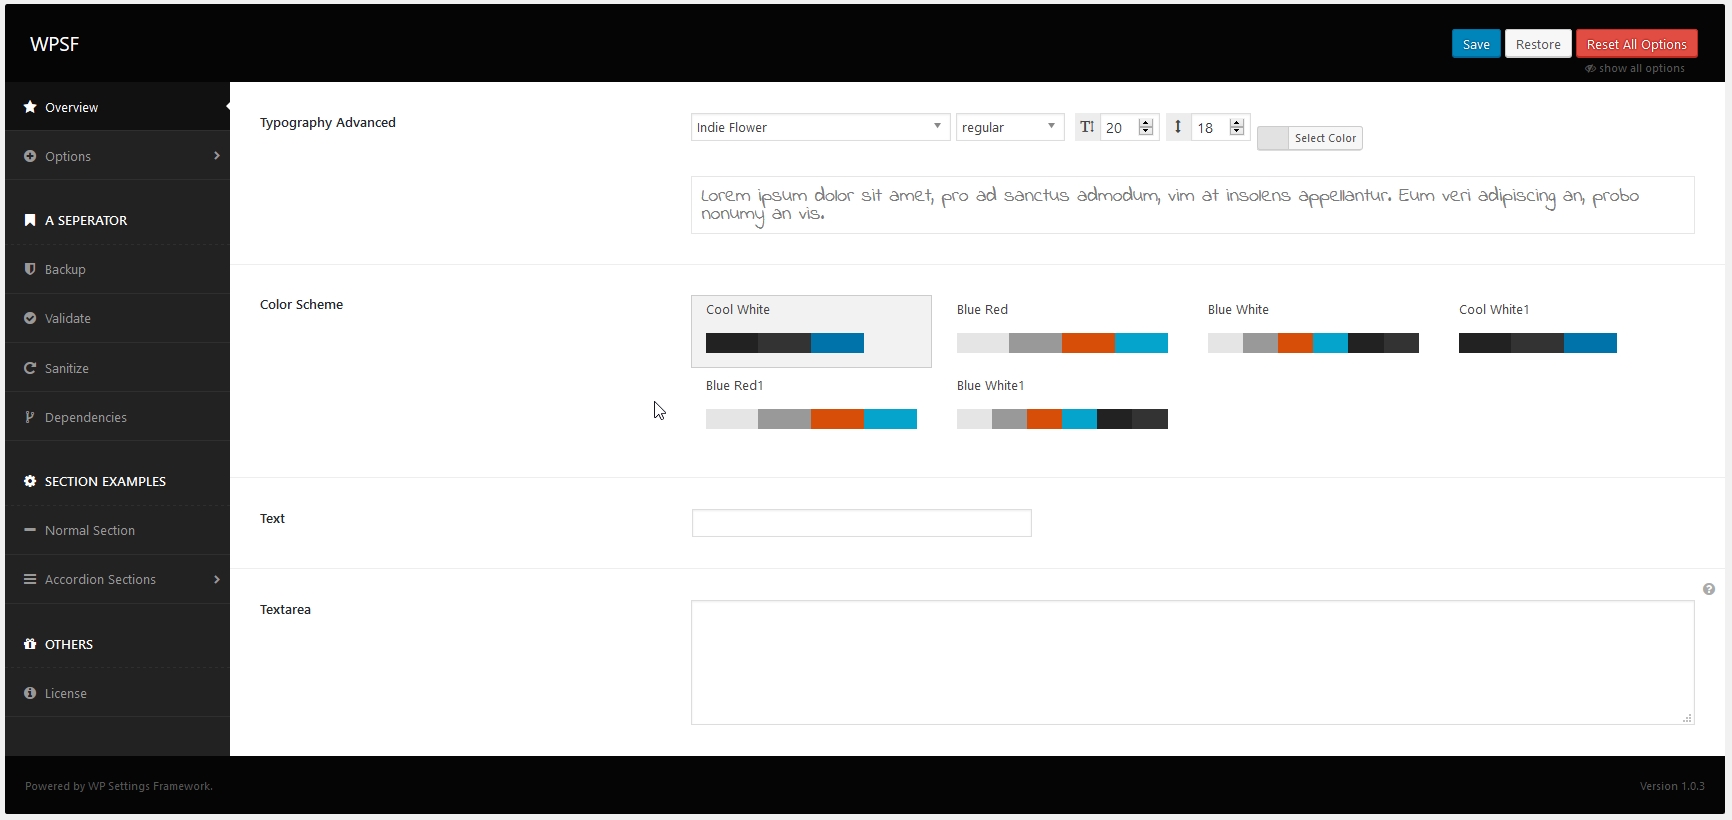 WPSF
Save Restore Reset All Options
show all options
Overview
Options
A SEPERATOR
Backup
Validate
Sanitize
Dependencies
SECTION EXAMPLES
Normal Section
Accordion Sections
OTHERS
License
Typography Advanced
Indie Flower regular 20 18 Select Color
Lorem ipsum dolor sit amet, pro ad sanctus admodum, vim at insolens appellantur. Eum veri adipiscing an, probo
nonumy an vis.
Color Scheme
Cool White Blue Red Blue White Cool White1
Blue Red1 Blue White1
Text
Textarea
Powered by WP Settings Framework.
Version 1.0.3